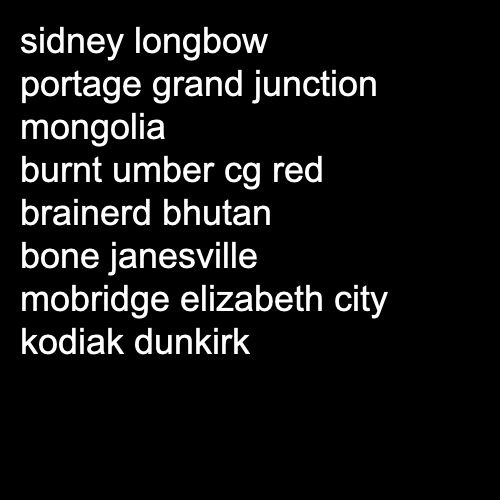 sidney longbow
portage grand junction
mongolia
burnt umber cg red
brainerd bhutan
bone janesville
mobridge elizabeth city
kodiak dunkirk